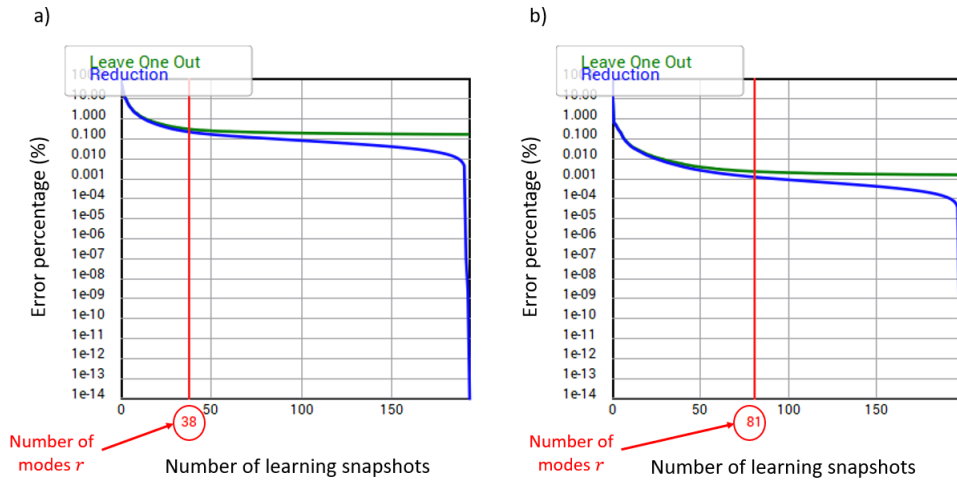 a)
Leave One Out
Reduction
10.00
1.000
0.100
0.010
0.001
1e-04
1e-05
1e-06
1e-07
1e-08
1e-09
1e-10
1e-11
1e-12
1e-13
1e-14
Error percentage (%)
0 50 100 150
38
Number of
modes r
Number of learning snapshots
b)
Leave One Out
Reduction
10.00
1.000
0.100
0.010
0.001
1e-04
1e-05
1e-06
1e-07
1e-08
1e-09
1e-10
1e-11
1e-12
1e-13
1e-14
Error percentage (%)
0 50 100 150
81
Number of
modes r
Number of learning snapshots